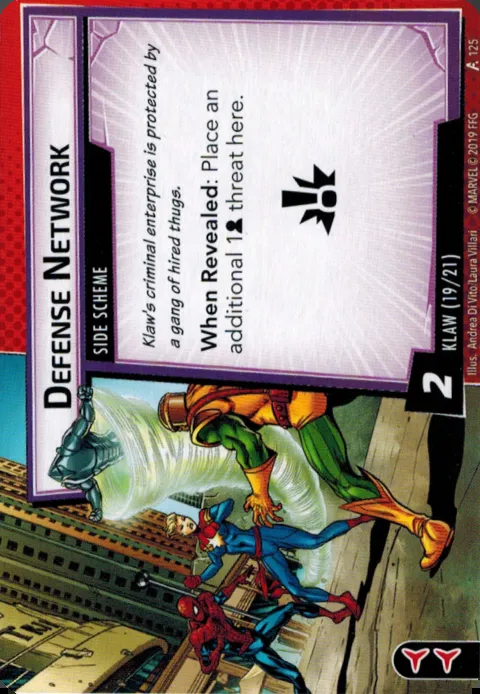 DEFENSE NETWORK
SIDE SCHEME
Klaw's criminal enterprise is protected by
a gang of hired thugs.
When Revealed: Place an
additional 1 threat here.
2
KLAW (19/21)
Illus. Andrea Di Vito/Laura Villari © MARVEL © 2019 FFG 125